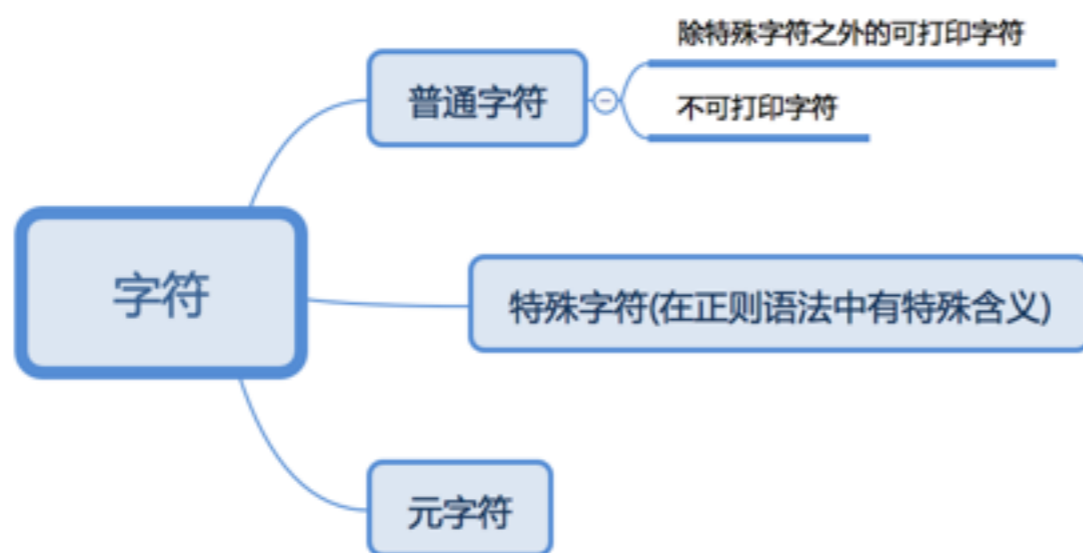 除特殊字符之外的可打印字符
普通字符
不可打印字符
字符
特殊字符(在正则语法中有特殊含义)
元字符